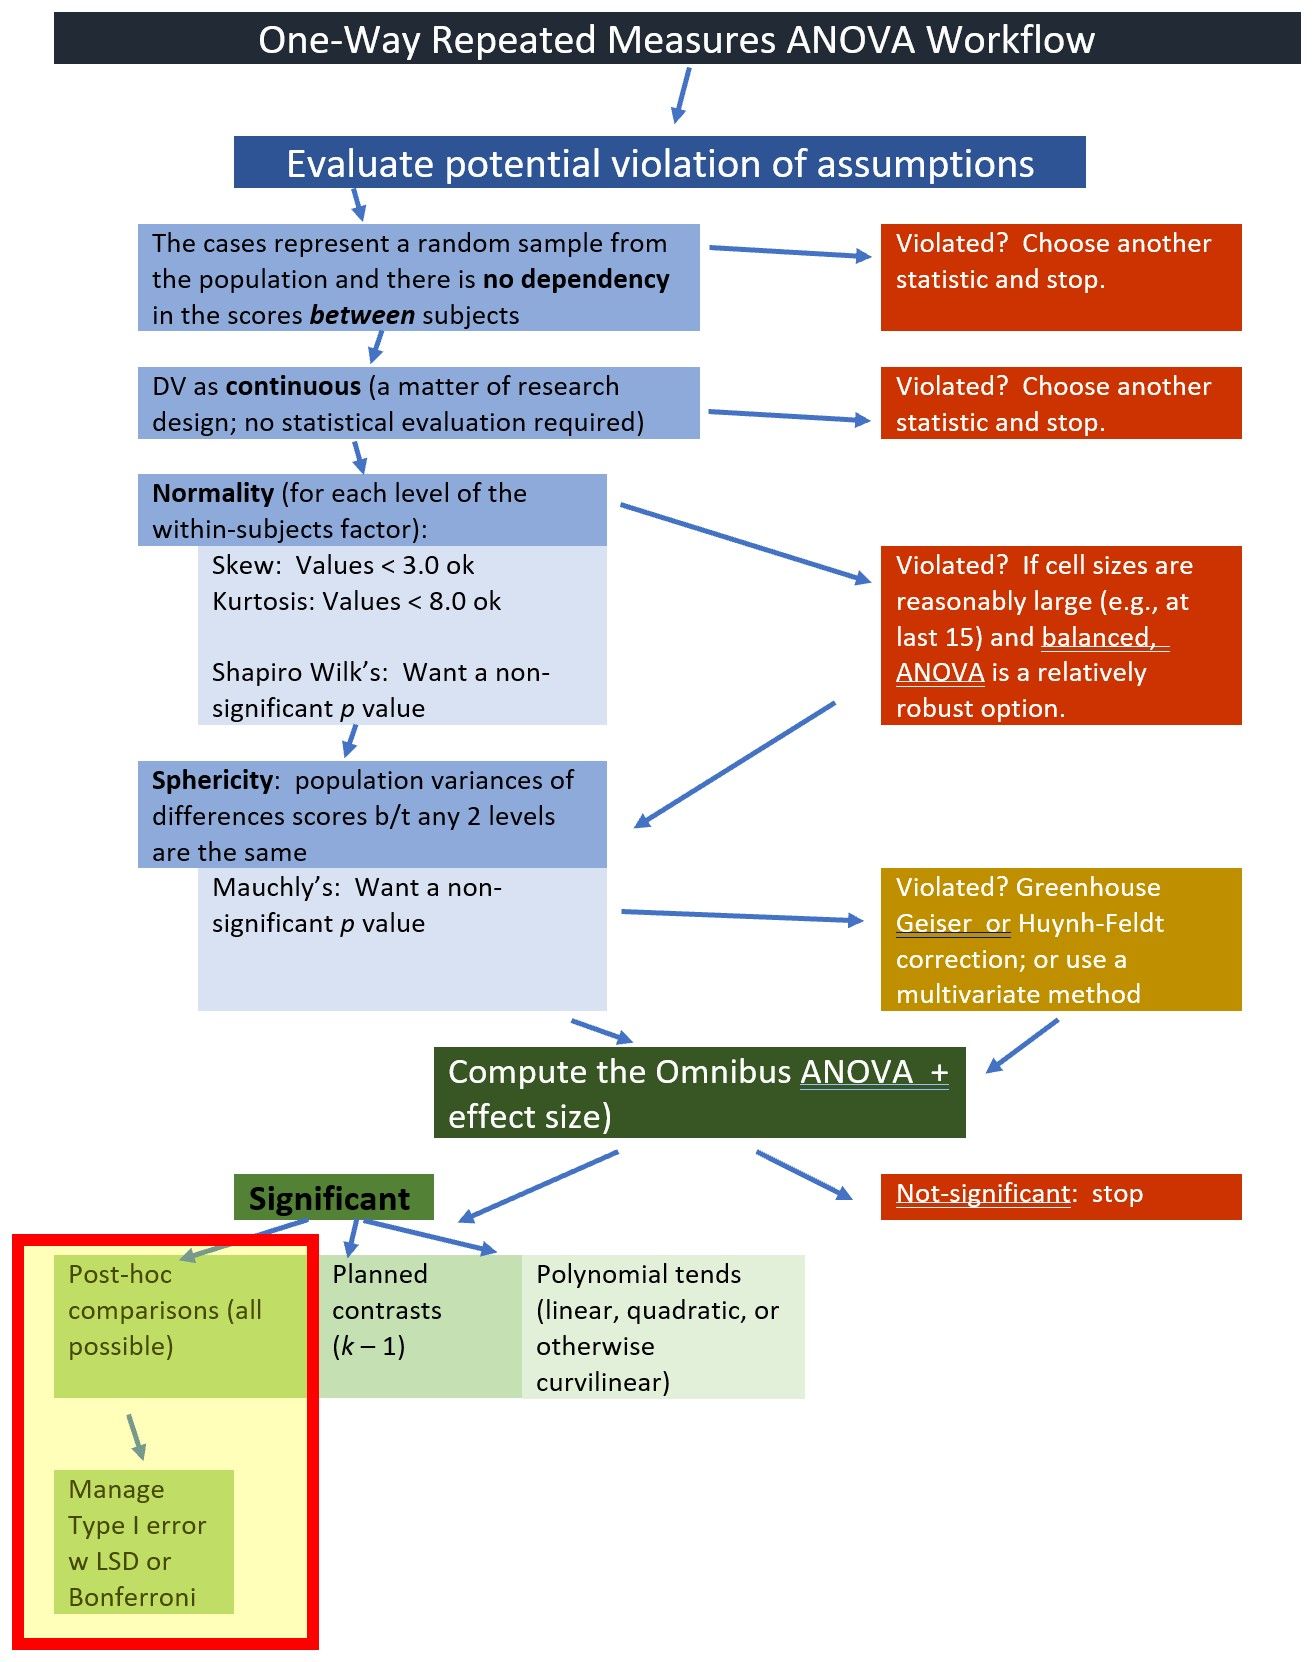 One-Way Repeated Measures ANOVA Workflow
Evaluate potential violation of assumptions
The cases represent a random sample from
the population and there is no dependency
in the scores between subjects
Violated?  Choose another
statistic and stop.
DV as continuous (a matter of research
design; no statistical evaluation required)
Violated?  Choose another
statistic and stop.
Normality (for each level of the
within-subjects factor):
Skew:  Values < 3.0 ok
Kurtosis: Values < 8.0 ok
Shapiro Wilk’s:  Want a non-
significant p value
Violated?  If cell sizes are
reasonably large (e.g., at
last 15) and balanced,
ANOVA is a relatively
robust option.
Sphericity:  population variances of
differences scores b/t any 2 levels
are the same
Mauchly’s:  Want a non-
significant p value
Violated? Greenhouse
Geiser  or Huynh-Feldt
correction; or use a
multivariate method
Compute the Omnibus ANOVA  +
effect size)
Significant
Not-significant:  stop
Post-hoc
comparisons (all
possible)
Planned
contrasts
(k – 1)
Polynomial tends
(linear, quadratic, or
otherwise
curvilinear)
Manage
Type I error
w LSD or
Bonferroni